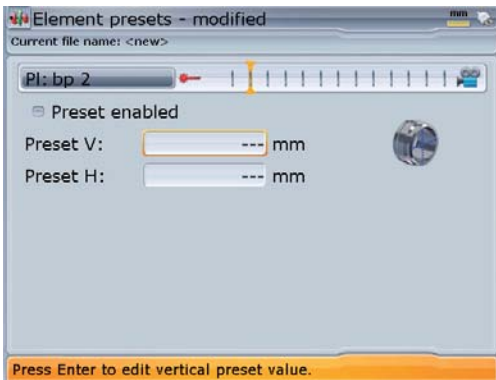 Element presets - modified
mm
Current file name: <new>
PI: bp 2
Preset enabled
Preset V: --- mm
Preset H: --- mm
Press Enter to edit vertical preset value.